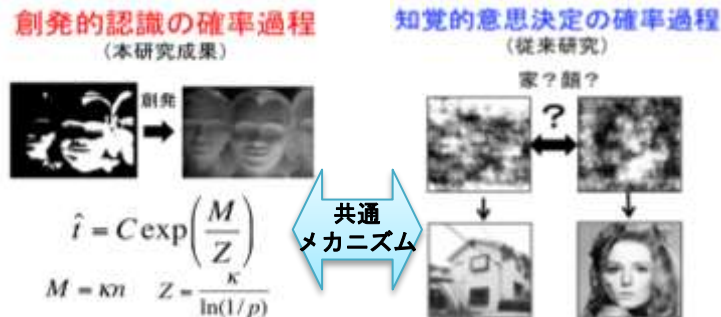 創発的認識の確率過程
(本研究成果)
創発
t̂ = C exp(M/Z)
M = κn Z = κ/ln(1/p)
共通
メカニズム
知覚的意思決定の確率過程
(従来研究)
家?顔?
?